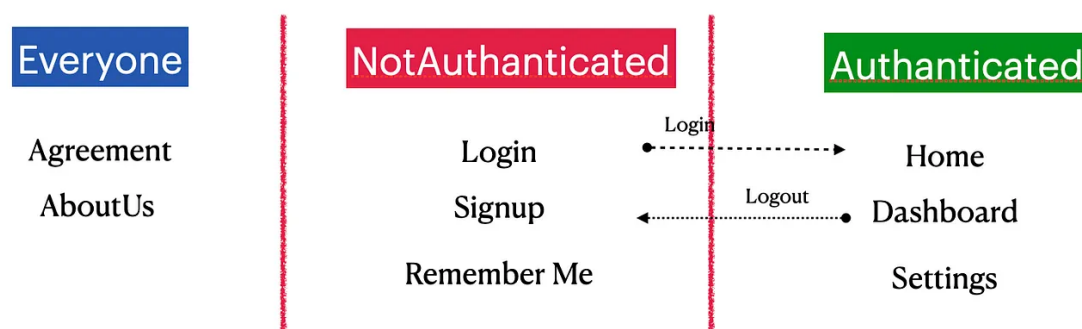 Everyone
NotAuthanticated
Authanticated
Agreement
AboutUs
Login
Signup
Remember Me
Login
Logout
Home
Dashboard
Settings